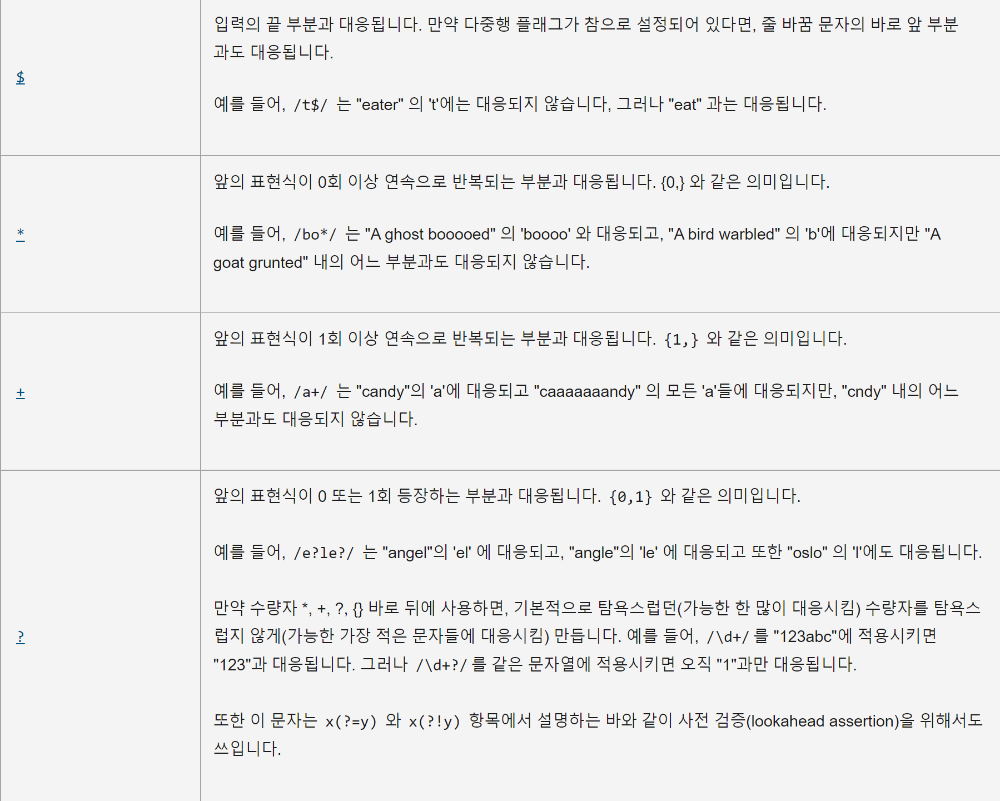 입력의 끝 부분과 대응됩니다. 만약 다중행 플래그가 참으로 설정되어 있다면, 줄 바꿈 문자의 바로 앞 부분
과도 대응됩니다.
$
예를 들어, /t$/ 는 "eater" 의 't'에는 대응되지 않습니다, 그러나 "eat" 과는 대응됩니다.
앞의 표현식이 0회 이상 연속으로 반복되는 부분과 대응됩니다. {0,} 와 같은 의미입니다.
*
예를 들어, /bo*/ 는 "A ghost booooed" 의 'boooo' 와 대응되고, "A bird warbled" 의 'b'에 대응되지만 "A
goat grunted" 내의 어느 부분과도 대응되지 않습니다.
앞의 표현식이 1회 이상 연속으로 반복되는 부분과 대응됩니다. {1,} 와 같은 의미입니다.
+
예를 들어, /a+/ 는 "candy"의 'a'에 대응되고 "caaaaaaandy" 의 모든 'a'들에 대응되지만, "cndy" 내의 어느
부분과도 대응되지 않습니다.
앞의 표현식이 0 또는 1회 등장하는 부분과 대응됩니다. {0,1} 와 같은 의미입니다.
예를 들어, /e?le?/ 는 "angel"의 'el' 에 대응되고, "angle"의 'le' 에 대응되고 또한 "oslo" 의 'l'에도 대응됩니다.
?
만약 수량자 *, +, ?, {} 바로 뒤에 사용하면, 기본적으로 탐욕스럽던(가능한 한 많이 대응시킴) 수량자를 탐욕스
럽지 않게(가능한 가장 적은 문자들에 대응시킴) 만듭니다. 예를 들어, /\d+/ 를 "123abc"에 적용시키면
"123"과 대응됩니다. 그러나 /\d+?/ 를 같은 문자열에 적용시키면 오직 "1"과만 대응됩니다.
또한 이 문자는 x(?=y) 와 x(?!y) 항목에서 설명하는 바와 같이 사전 검증(lookahead assertion)을 위해서도
쓰입니다.